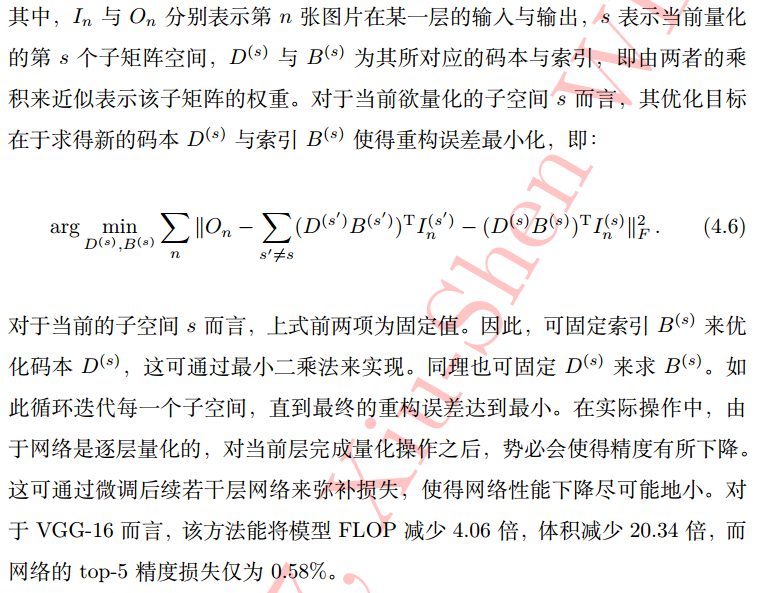 其中，I_n 与 O_n 分别表示第 n 张图片在某一层的输入与输出，s 表示当前量化
的第 s 个子矩阵空间，D^(s) 与 B^(s) 为其所对应的码本与索引，即由两者的乘
积来近似表示该子矩阵的权重。对于当前欲量化的子空间 s 而言，其优化目标
在于求得新的码本 D^(s) 与索引 B^(s) 使得重构误差最小化，即：
arg min_{D^(s),B^(s)} ∑_n ‖O_n − ∑_{s′≠s} (D^(s′)B^(s′))^T I_n^(s′) − (D^(s)B^(s))^T I_n^(s)‖_F^2 . (4.6)
对于当前的子空间 s 而言，上式前两项为固定值。因此，可固定索引 B^(s) 来优
化码本 D^(s)，这可通过最小二乘法来实现。同理也可固定 D^(s) 来求 B^(s)。如
此循环迭代每一个子空间，直到最终的重构误差达到最小。在实际操作中，由
于网络是逐层量化的，对当前层完成量化操作之后，势必会使得精度有所下降。
这可通过微调后续若干层网络来弥补损失，使得网络性能下降尽可能地小。对
于 VGG-16 而言，该方法能将模型 FLOP 减少 4.06 倍，体积减少 20.34 倍，而
网络的 top-5 精度损失仅为 0.58%。
Xiu-Shen